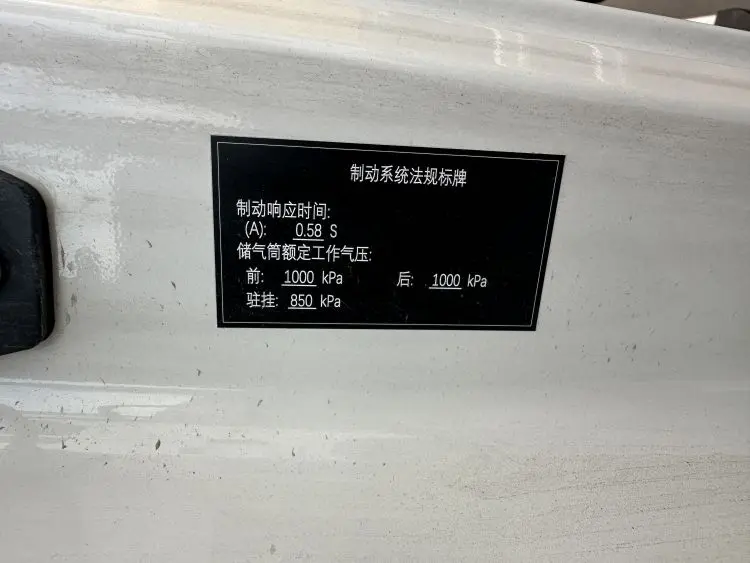 制动系统法规标牌
制动响应时间:
(A): 0.58 S
储气筒额定工作气压:
前: 1000 kPa 后: 1000 kPa
驻挂: 850 kPa